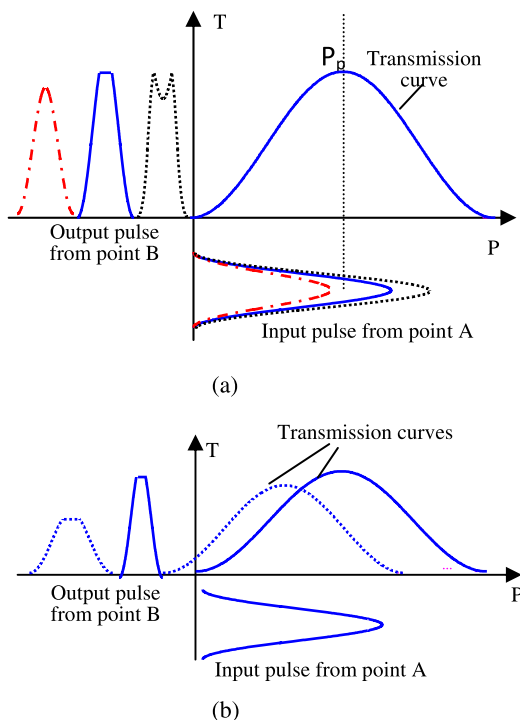 T
P_p
Transmission
curve
Output pulse
from point B
P
Input pulse from point A
(a)
T
Transmission curves
Output pulse
from point B
P
Input pulse from point A
(b)